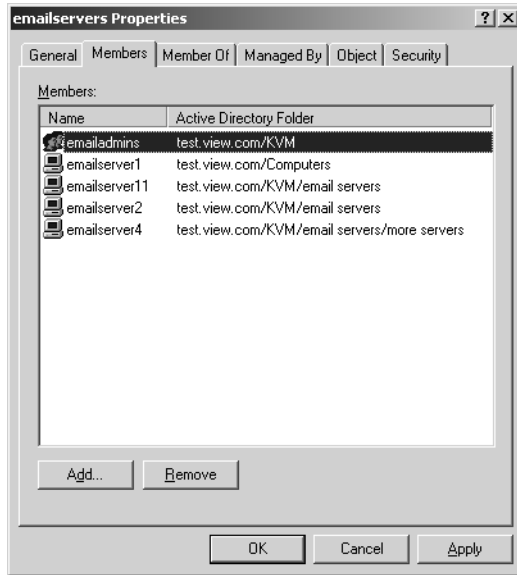 emailservers Properties ? X
General Members Member Of Managed By Object Security
Members:
Name Active Directory Folder
emailadmins test.view.com/KVM
emailserver1 test.view.com/Computers
emailserver11 test.view.com/KVM/email servers
emailserver2 test.view.com/KVM/email servers
emailserver4 test.view.com/KVM/email servers/more servers
Add... Remove
OK Cancel Apply